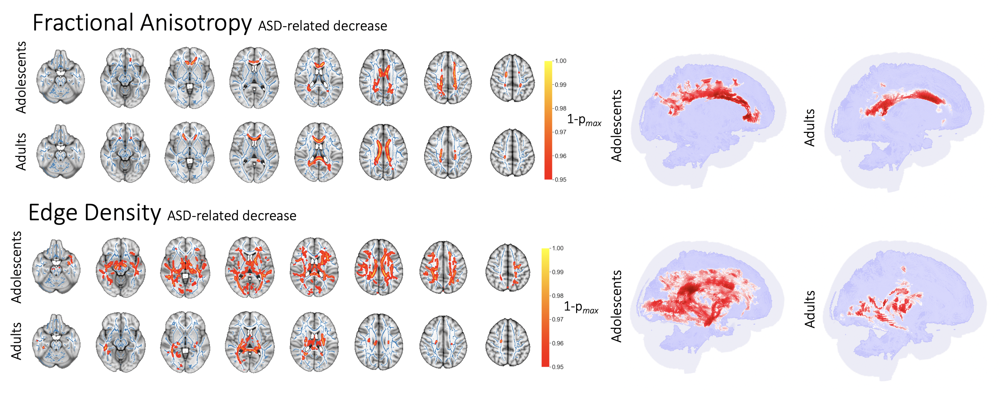 Fractional Anisotropy ASD-related decrease
Adolescents
Adults
1.00
0.99
0.98
0.97
0.96
0.95
1-pmax
Adolescents
Adults
Edge Density ASD-related decrease
Adolescents
Adults
1.00
0.99
0.98
0.97
0.96
0.95
1-pmax
Adolescents
Adults